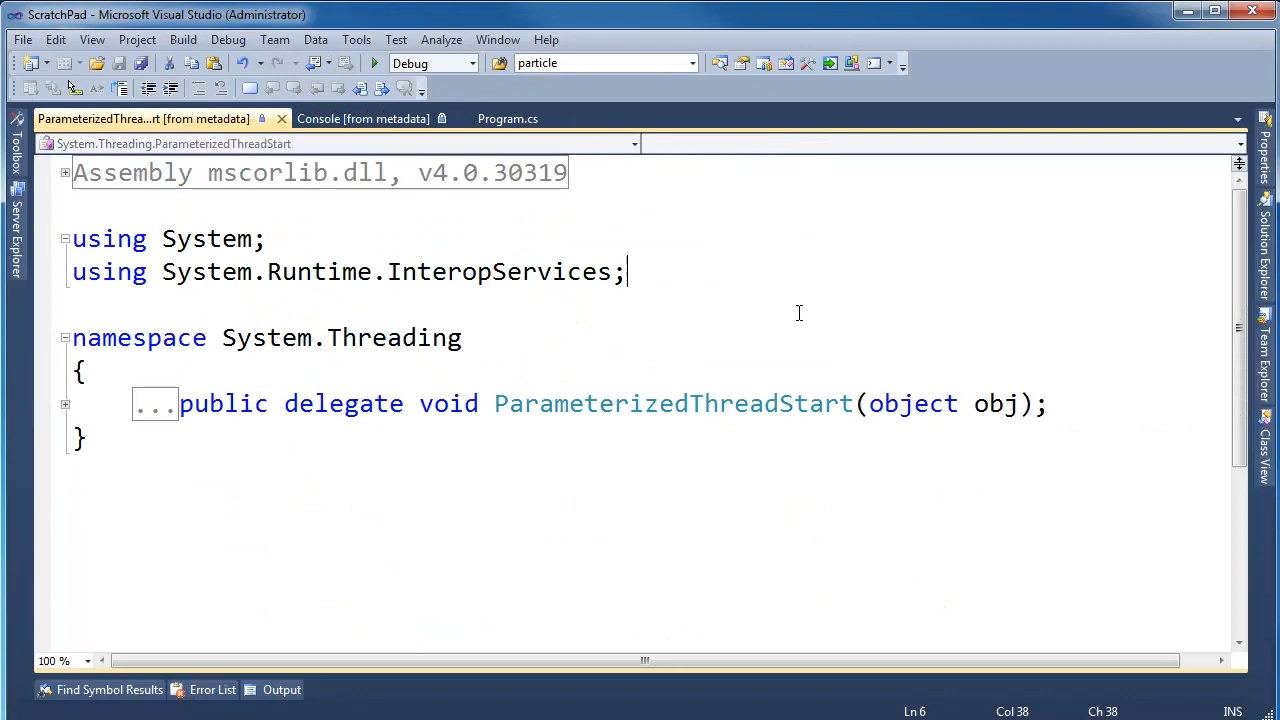 ScratchPad - Microsoft Visual Studio (Administrator)
File Edit View Project Build Debug Team Data Tools Test Analyze Window Help
Debug particle
ParameterizedThrea...rt [from metadata] Console [from metadata] Program.cs
System.Threading.ParameterizedThreadStart
Assembly mscorlib.dll, v4.0.30319
using System;
using System.Runtime.InteropServices;
namespace System.Threading
{
...public delegate void ParameterizedThreadStart(object obj);
}
Toolbox
Server Explorer
Properties
Solution Explorer
Team Explorer
Class View
100 %
Find Symbol Results Error List Output
Ln 6 Col 38 Ch 38 INS